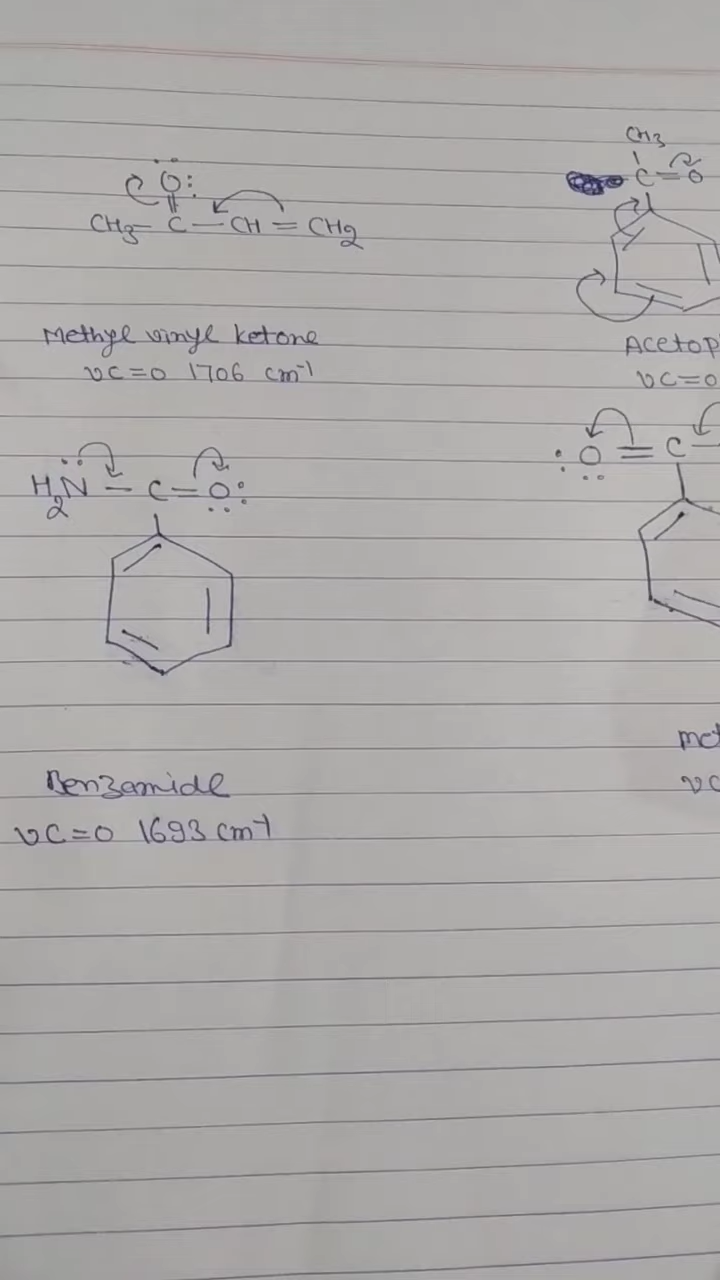 CH3
C=O
:O:
CH3-C-CH=CH2
Methyl vinyl ketone
νC=O 1706 cm-1
Acetop
νC=O
H2N-C-O:
:O=C-
Benzamide
νC=O 1693 cm-1
met
νC